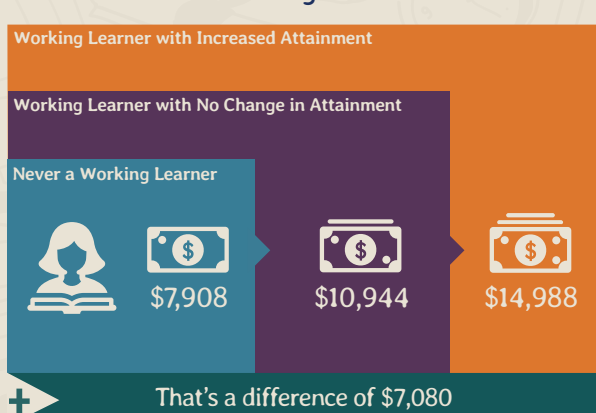 Working Learner with Increased Attainment
Working Learner with No Change in Attainment
Never a Working Learner
$7,908
$10,944
$14,988
That's a difference of $7,080